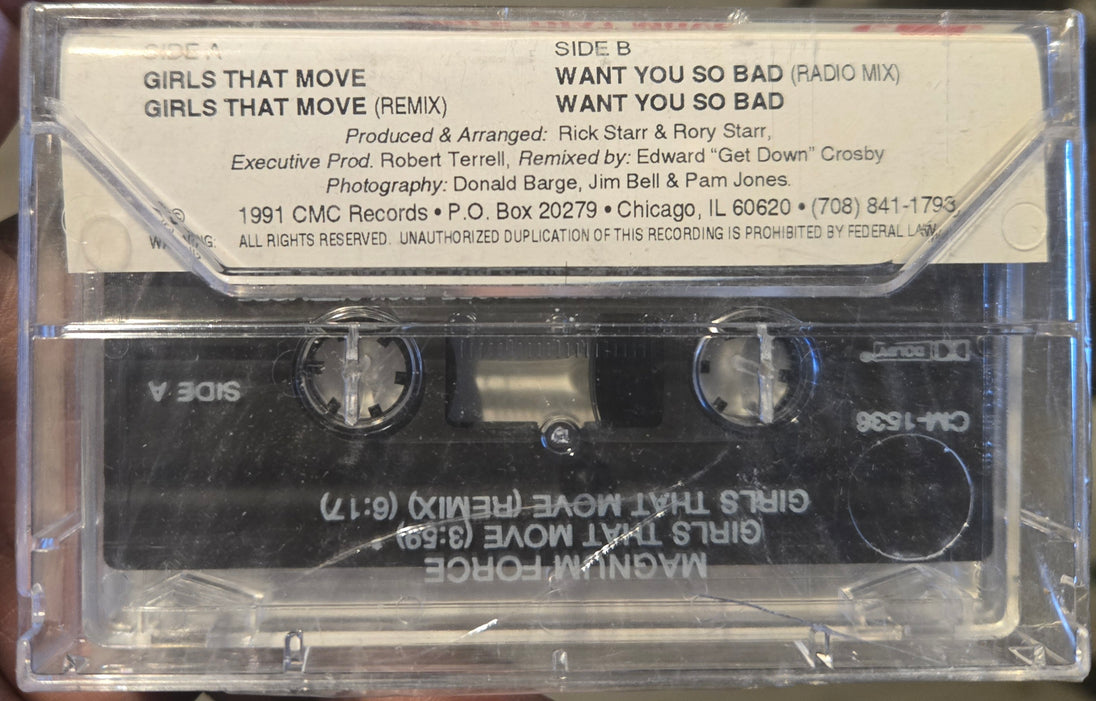 SIDE A
GIRLS THAT MOVE
GIRLS THAT MOVE (REMIX)
SIDE B
WANT YOU SO BAD (RADIO MIX)
WANT YOU SO BAD
Produced & Arranged: Rick Starr & Rory Starr,
Executive Prod. Robert Terrell, Remixed by: Edward “Get Down” Crosby
Photography: Donald Barge, Jim Bell & Pam Jones.
℗ © 1991 CMC Records • P.O. Box 20279 • Chicago, IL 60620 • (708) 841-1793
WARNING: ALL RIGHTS RESERVED. UNAUTHORIZED DUPLICATION OF THIS RECORDING IS PROHIBITED BY FEDERAL LAW.
MAGNUM FORCE
GIRLS THAT MOVE (3:59)
GIRLS THAT MOVE (REMIX) (6:17)
CM-1536
SIDE A
DOLBY